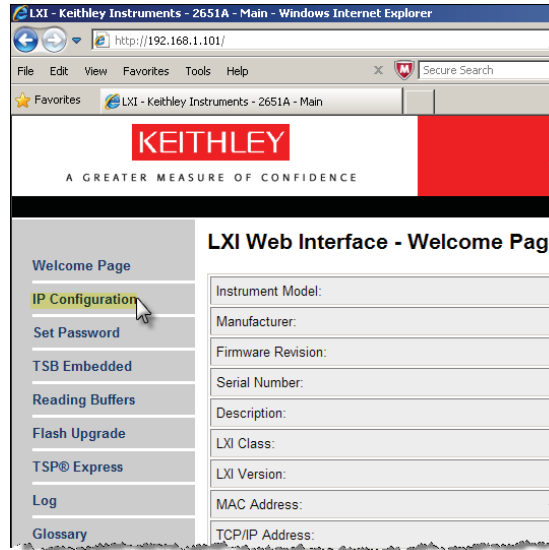 LXI - Keithley Instruments - 2651A - Main - Windows Internet Explorer
http://192.168.1.101/
File Edit View Favorites Tools Help
Secure Search
Favorites
LXI - Keithley Instruments - 2651A - Main
KEITHLEY
A GREATER MEASURE OF CONFIDENCE
LXI Web Interface - Welcome Pag
Welcome Page
IP Configuration
Set Password
TSB Embedded
Reading Buffers
Flash Upgrade
TSP® Express
Log
Glossary
Instrument Model:
Manufacturer:
Firmware Revision:
Serial Number:
Description:
LXI Class:
LXI Version:
MAC Address:
TCP/IP Address: